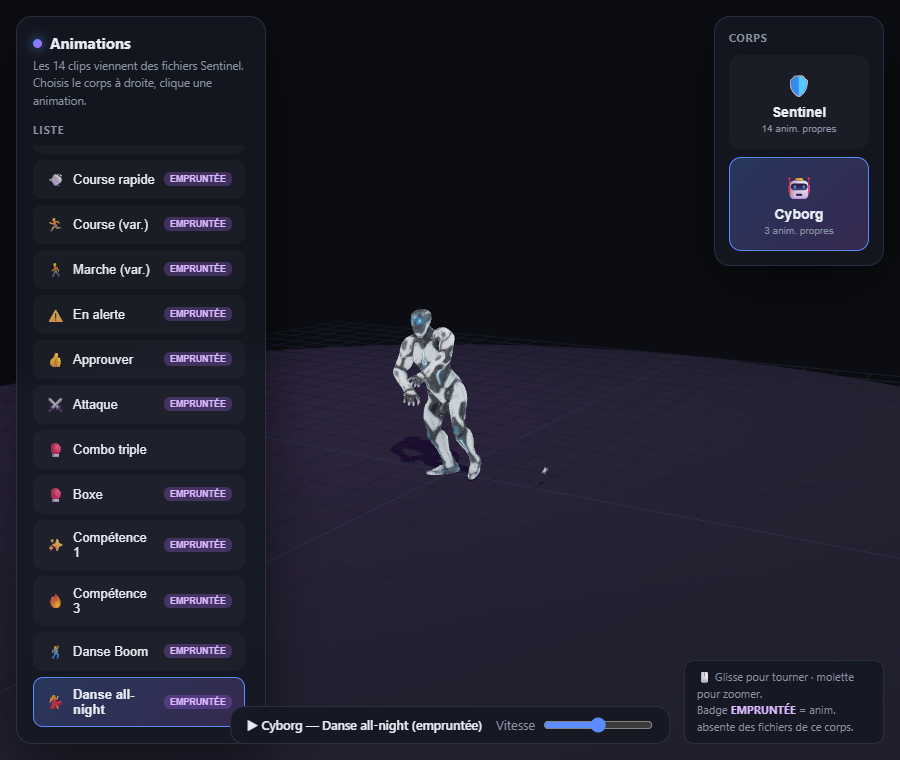 Animations
Les 14 clips viennent des fichiers Sentinel.
Choisis le corps à droite, clique une
animation.
LISTE
Course rapide EMPRUNTÉE
Course (var.) EMPRUNTÉE
Marche (var.) EMPRUNTÉE
En alerte EMPRUNTÉE
Approuver EMPRUNTÉE
Attaque EMPRUNTÉE
Combo triple
Boxe EMPRUNTÉE
Compétence
1 EMPRUNTÉE
Compétence
3 EMPRUNTÉE
Danse Boom EMPRUNTÉE
Danse all-
night EMPRUNTÉE
CORPS
Sentinel
14 anim. propres
Cyborg
3 anim. propres
▶ Cyborg — Danse all-night (empruntée) Vitesse
Glisse pour tourner · molette
pour zoomer.
Badge EMPRUNTÉE = anim.
absente des fichiers de ce corps.